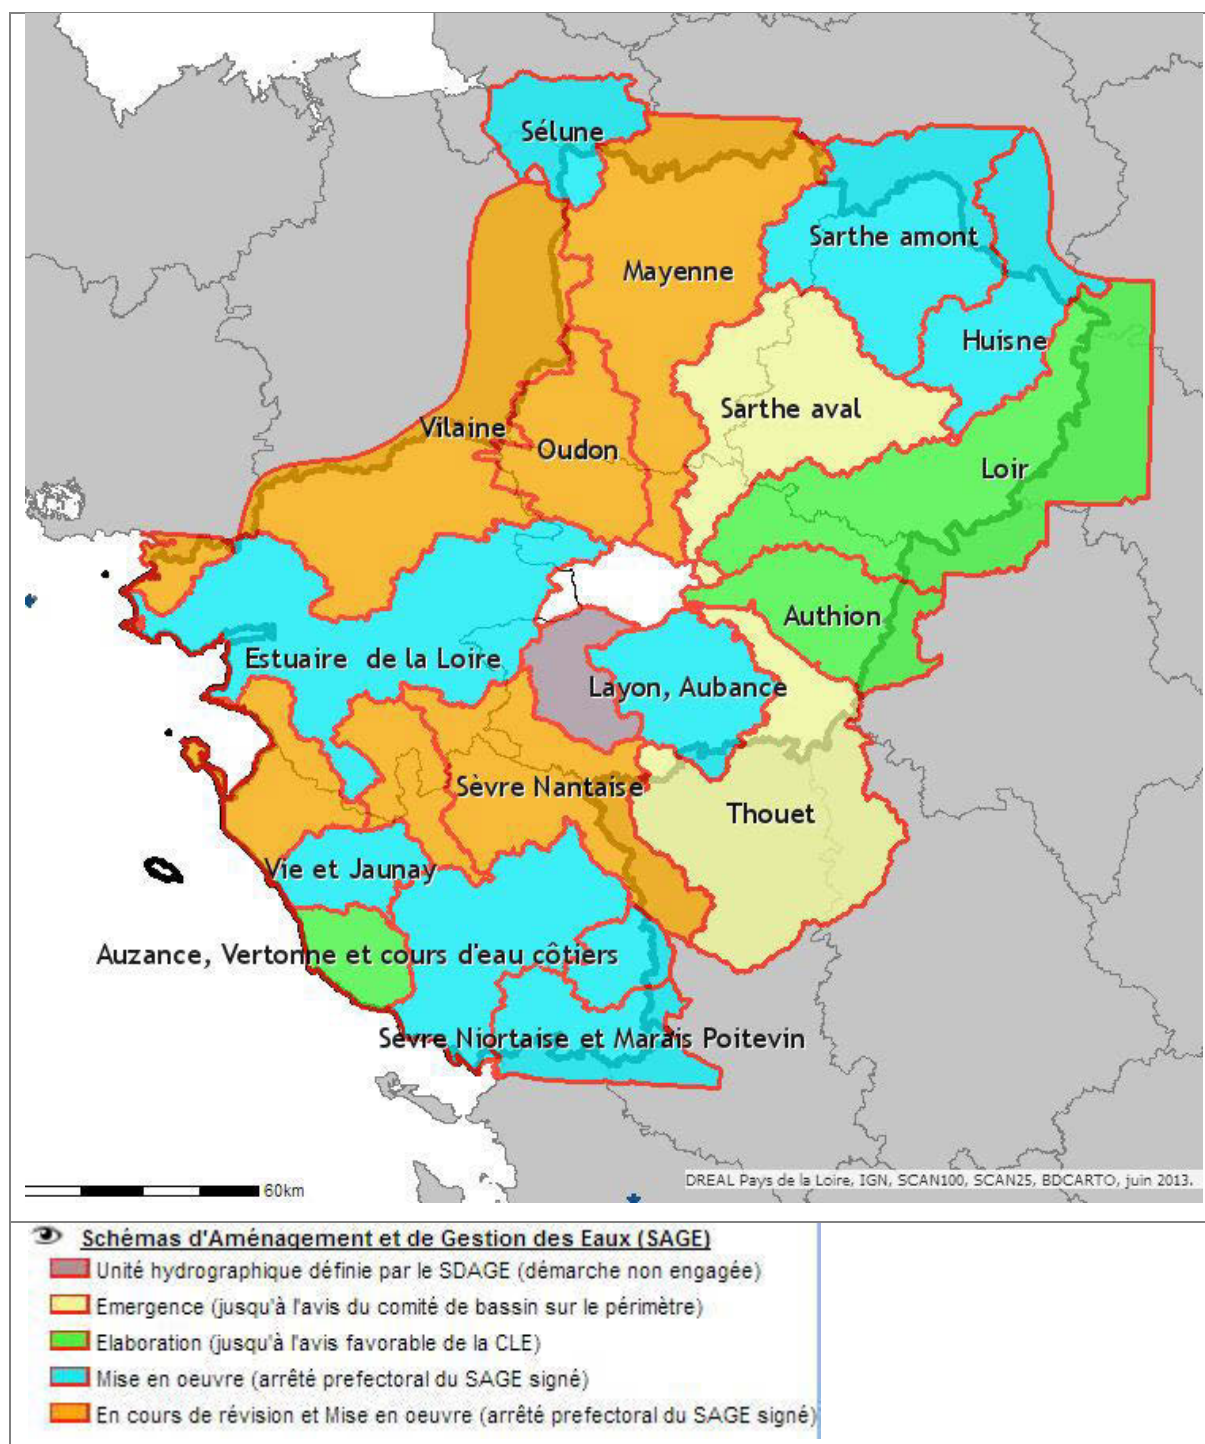 Sélune
Sarthe amont
Mayenne
Huisne
Sarthe aval
Vilaine
Oudon
Loir
Authion
Estuaire de la Loire
Layon, Aubance
Sèvre Nantaise
Thouet
Vie et Jaunay
Auzance, Vertonne et cours d'eau côtiers
Sèvre Niortaise et Marais Poitevin
60km
DREAL Pays de la Loire, IGN, SCAN100, SCAN25, BDCARTO, juin 2013.
Schémas d'Aménagement et de Gestion des Eaux (SAGE)
Unité hydrographique définie par le SDAGE (démarche non engagée)
Emergence (jusqu'à l'avis du comité de bassin sur le périmètre)
Elaboration (jusqu'à l'avis favorable de la CLE)
Mise en oeuvre (arrêté prefectoral du SAGE signé)
En cours de révision et Mise en oeuvre (arrêté prefectoral du SAGE signé)